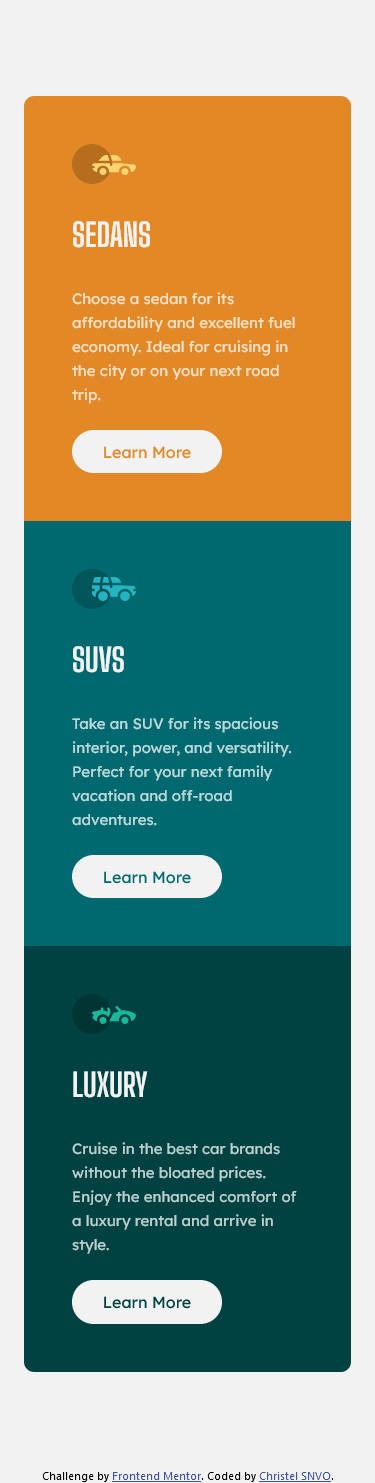 SEDANS
Choose a sedan for its
affordability and excellent fuel
economy. Ideal for cruising in
the city or on your next road
trip.
Learn More
SUVS
Take an SUV for its spacious
interior, power, and versatility.
Perfect for your next family
vacation and off-road
adventures.
Learn More
LUXURY
Cruise in the best car brands
without the bloated prices.
Enjoy the enhanced comfort of
a luxury rental and arrive in
style.
Learn More
Challenge by Frontend Mentor. Coded by Christel SNVO.